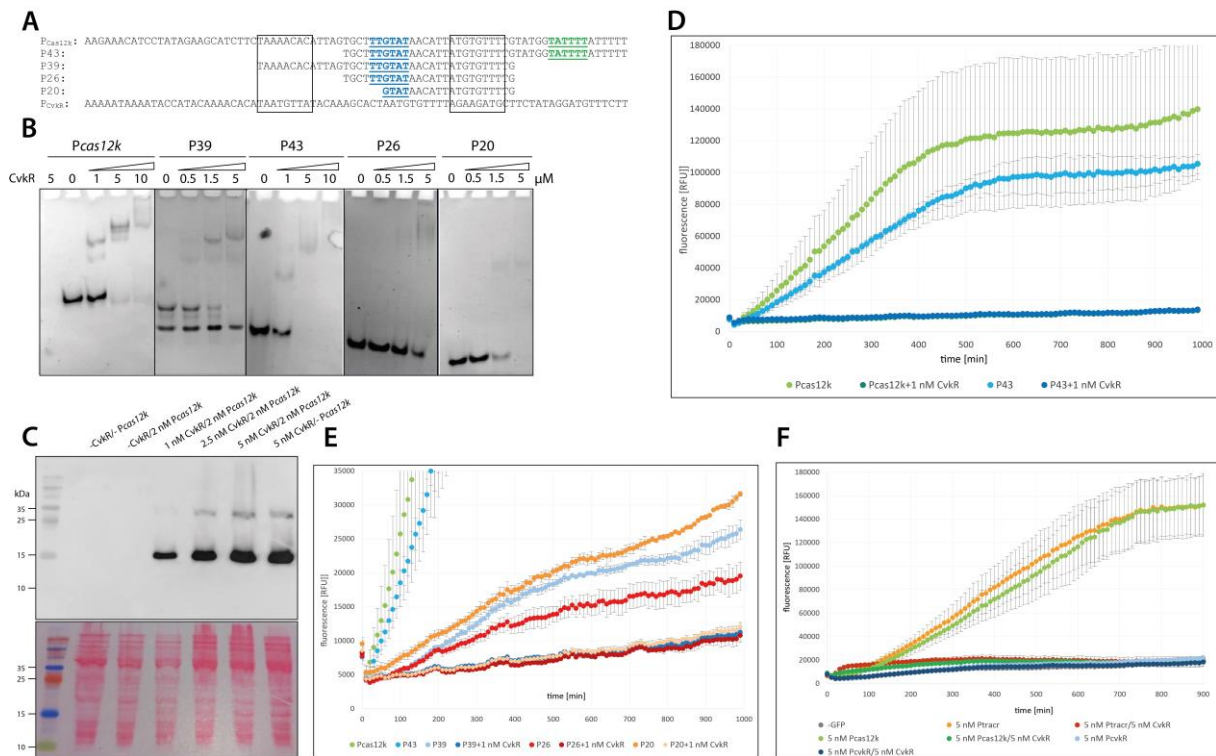 A
PCas12k: AAGAAACATCCTATAGAAGCATCTTCTAAAACACATTAGTGCTTTGTATAACATTATGTGTTTTGTATGGTATTTTATTTTT
P43: TGCTTTGTATAACATTATGTGTTTTGTATGGTATTTTATTTTT
P39: TAAAACACATTAGTGCTTTGTATAACATTATGTGTTTTG
P26: TGCTTTGTATAACATTATGTGTTTTG
P20: GTATAACATTATGTGTTTTG
PCvkR: AAAAATAAAATACCATACAAAACACATAATGTTATACAAAGCACTAATGTGTTTTAGAAGATGCTTCTATAGGATGTTTCTT
B
Pcas12k P39 P43 P26 P20
CvkR 5 0 1 5 10 0 0.5 1.5 5 0 1 5 10 0 0.5 1.5 5 0 0.5 1.5 5 µM
C
-CvkR/- Pcas12k
-CvkR/2 nM Pcas12k
1 nM CvkR/2 nM Pcas12k
2.5 nM CvkR/2 nM Pcas12k
5 nM CvkR/2 nM Pcas12k
5 nM CvkR/- Pcas12k
kDa
35
25
15
10
35
25
15
10
D
180000
160000
140000
120000
100000
80000
60000
40000
20000
0
fluorescence [RFU]
0 100 200 300 400 500 600 700 800 900 1000
time [min]
Pcas12k Pcas12k+1 nM CvkR P43 P43+1 nM CvkR
E
35000
30000
25000
20000
15000
10000
5000
0
fluorescence [RFU]]
0 100 200 300 400 500 600 700 800 900 1000
time [min]
Pcas12k P43 P39 P39+1 nM CvkR P26 P26+1 nM CvkR P20 P20+1 nM CvkR
F
180000
160000
140000
120000
100000
80000
60000
40000
20000
0
fluorescence [RFU]
0 100 200 300 400 500 600 700 800 900
time [min]
-GFP 5 nM Ptracr 5 nM Ptracr/5 nM CvkR
5 nM Pcas12k 5 nM Pcas12k/5 nM CvkR 5 nM PcvkR
5 nM PcvkR/5 nM CvkR